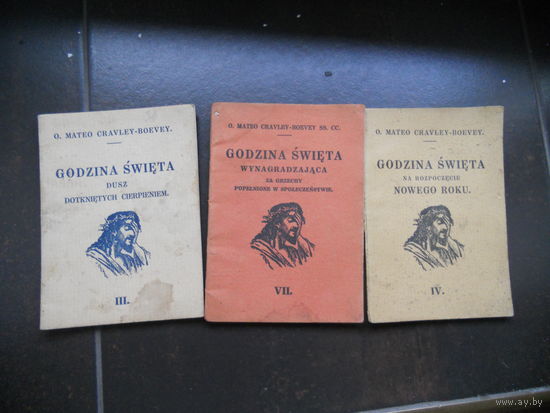 O. MATEO CRAVLEY-BOEVEY.
GODZINA ŚWIĘTA
DUSZ
DOTKNIĘTYCH CIERPIENIEM.
III.
O. MATEO CRAVLEY-BOEVEY SS. CC.
GODZINA ŚWIĘTA
WYNAGRADZAJĄCA
ZA GRZECHY
POPEŁNIONE W SPOŁECZEŃSTWIE.
VII.
O. MATEO CRAVLEY-BOEVEY.
GODZINA ŚWIĘTA
NA ROZPOCZĘCIE
NOWEGO ROKU.
IV.
www.ay.by